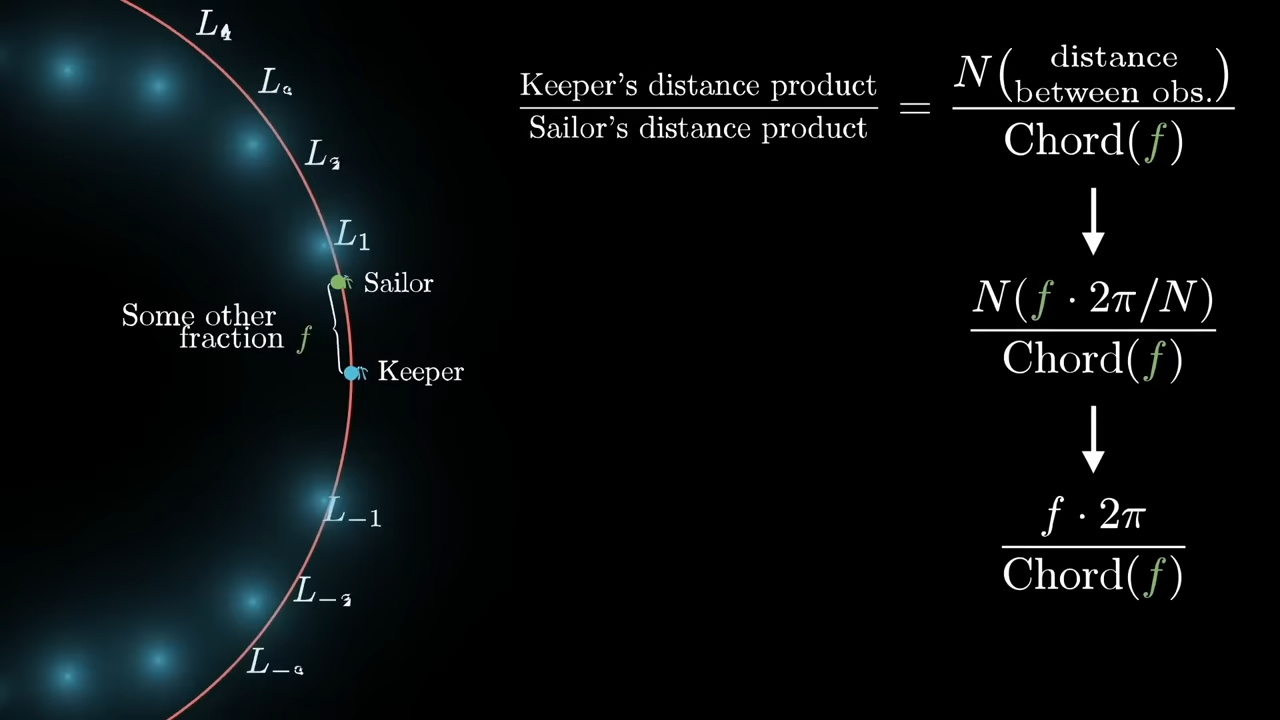 Keeper's distance product
Sailor's distance product
=
N(distance between obs.)
Chord(f)
N(f · 2π/N)
Chord(f)
f · 2π
Chord(f)
L₁
Sailor
Some other
fraction f
Keeper
L₋₁